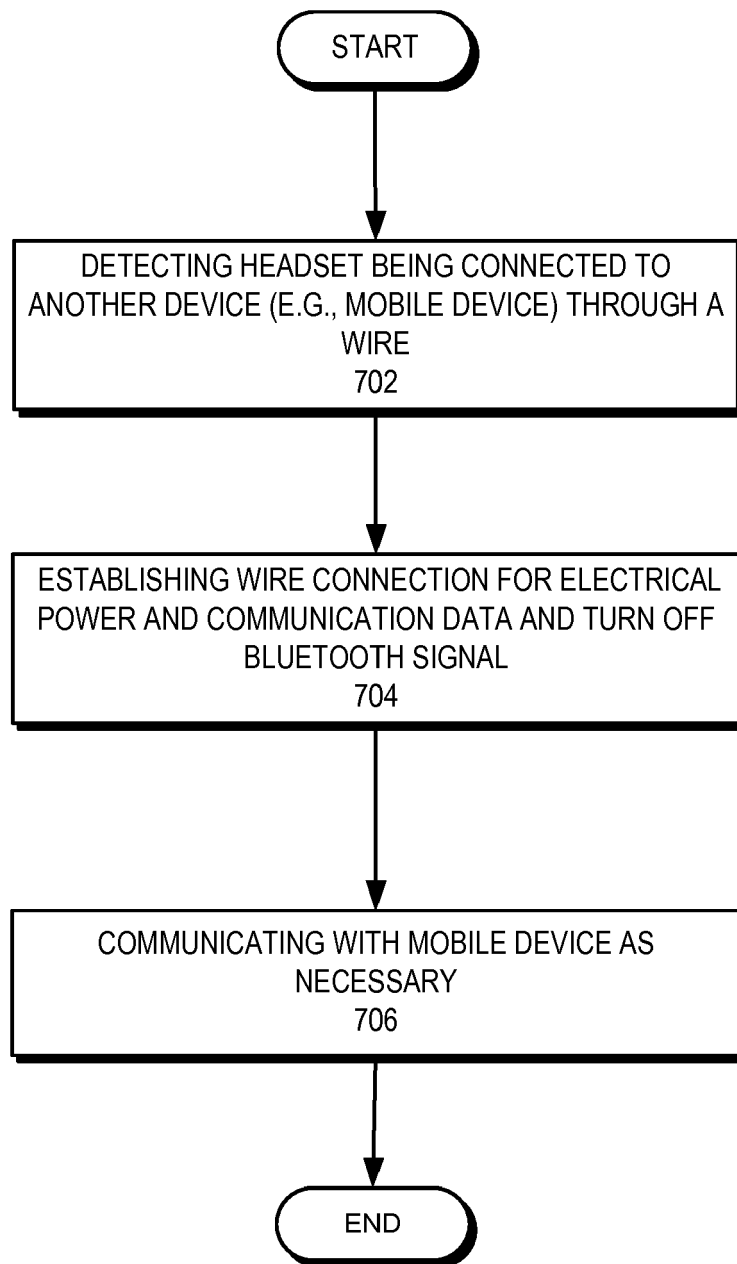 START
DETECTING HEADSET BEING CONNECTED TO
ANOTHER DEVICE (E.G., MOBILE DEVICE) THROUGH A
WIRE
702
ESTABLISHING WIRE CONNECTION FOR ELECTRICAL
POWER AND COMMUNICATION DATA AND TURN OFF
BLUETOOTH SIGNAL
704
COMMUNICATING WITH MOBILE DEVICE AS
NECESSARY
706
END